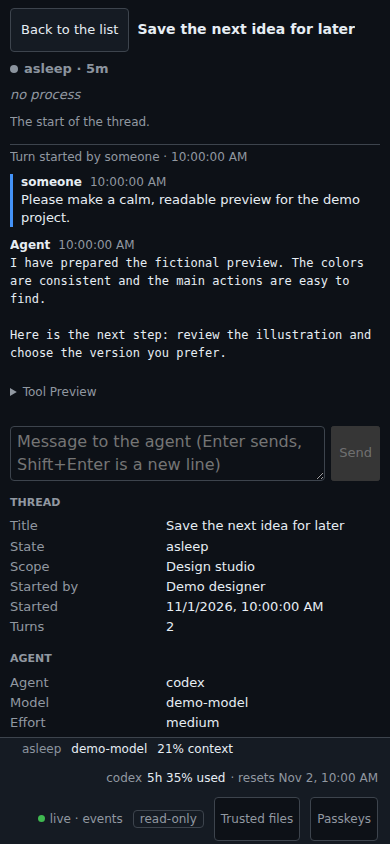 Back to the list
Save the next idea for later
asleep · 5m
no process
The start of the thread.
Turn started by someone · 10:00:00 AM
someone 10:00:00 AM
Please make a calm, readable preview for the demo
project.
Agent 10:00:00 AM
I have prepared the fictional preview. The colors
are consistent and the main actions are easy to
find.
Here is the next step: review the illustration and
choose the version you prefer.
Tool Preview
Message to the agent (Enter sends,
Shift+Enter is a new line)
Send
THREAD
Title Save the next idea for later
State asleep
Scope Design studio
Started by Demo designer
Started 11/1/2026, 10:00:00 AM
Turns 2
AGENT
Agent codex
Model demo-model
Effort medium
asleep demo-model 21% context
codex 5h 35% used · resets Nov 2, 10:00 AM
live · events read-only Trusted files Passkeys